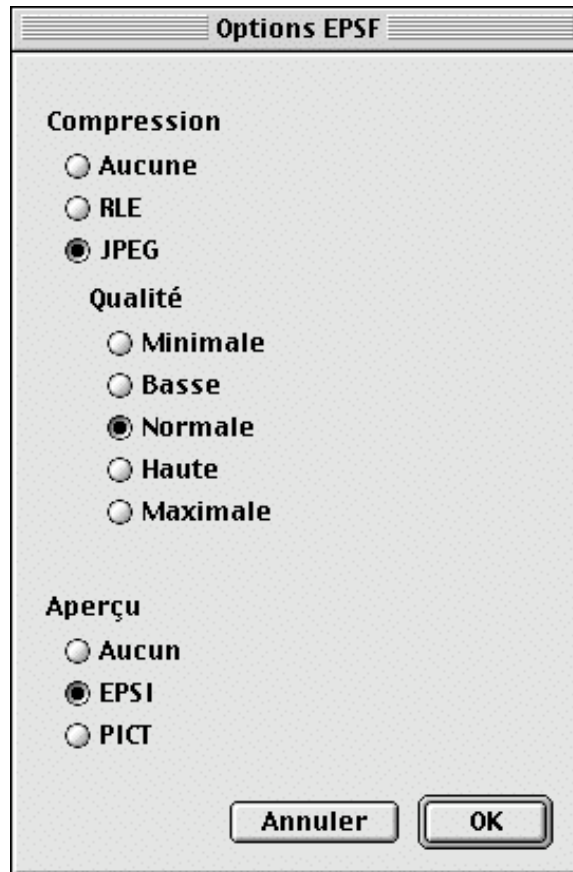 Options EPSF
Compression
Aucune
RLE
JPEG
Qualité
Minimale
Basse
Normale
Haute
Maximale
Aperçu
Aucun
EPSI
PICT
Annuler
OK